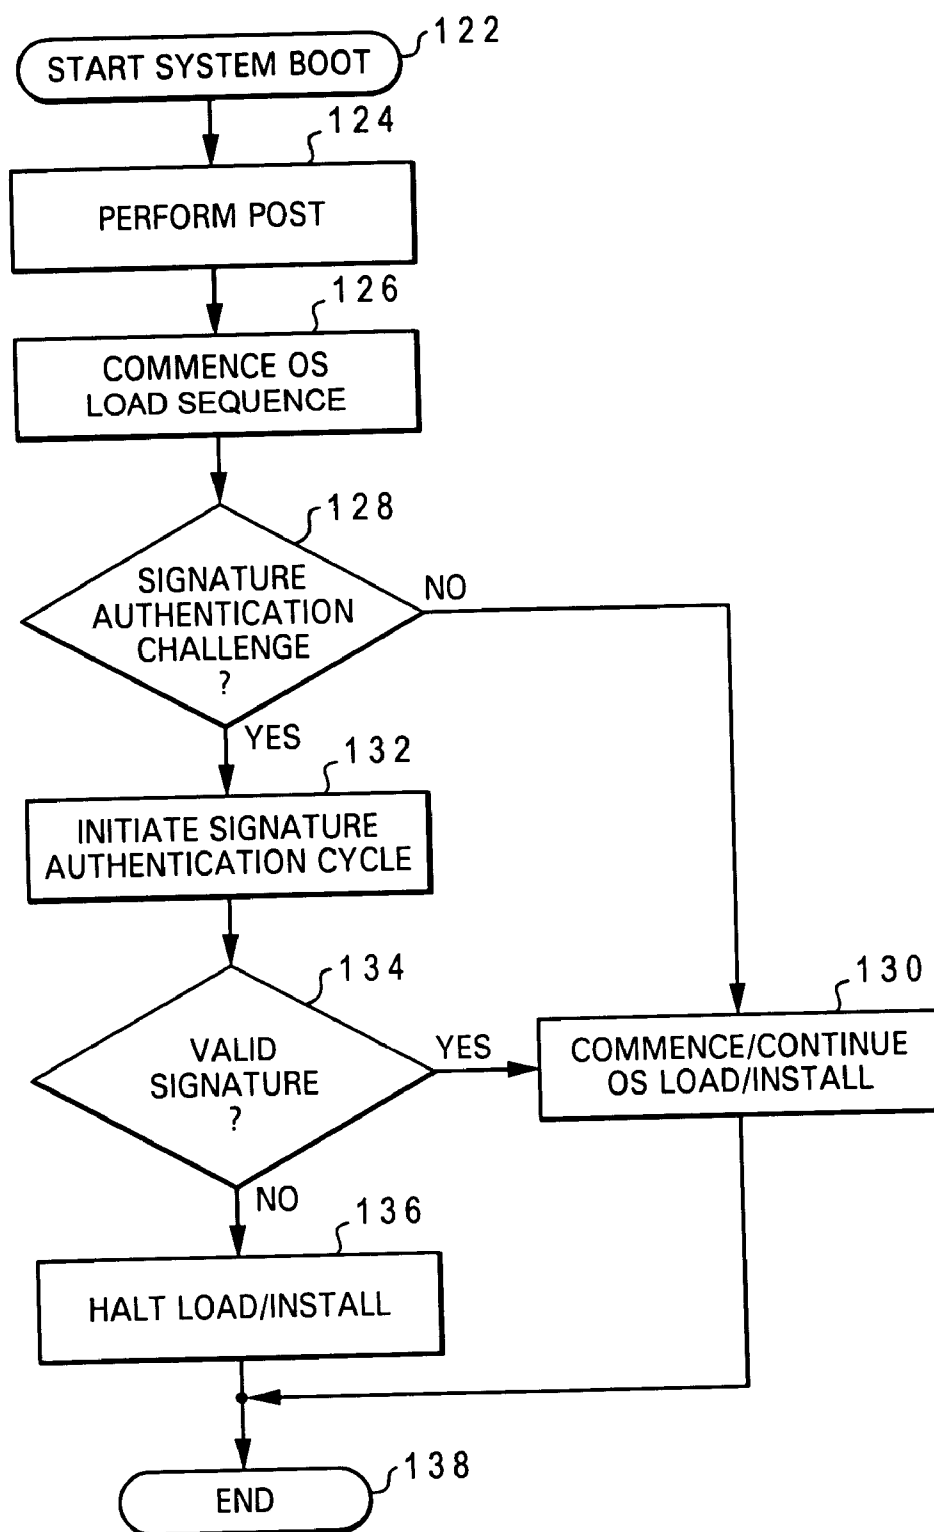 122
START SYSTEM BOOT
124
PERFORM POST
126
COMMENCE OS
LOAD SEQUENCE
128
SIGNATURE
AUTHENTICATION
CHALLENGE
?
NO
YES
132
INITIATE SIGNATURE
AUTHENTICATION CYCLE
134
VALID
SIGNATURE
?
YES
130
COMMENCE/CONTINUE
OS LOAD/INSTALL
NO
136
HALT LOAD/INSTALL
138
END